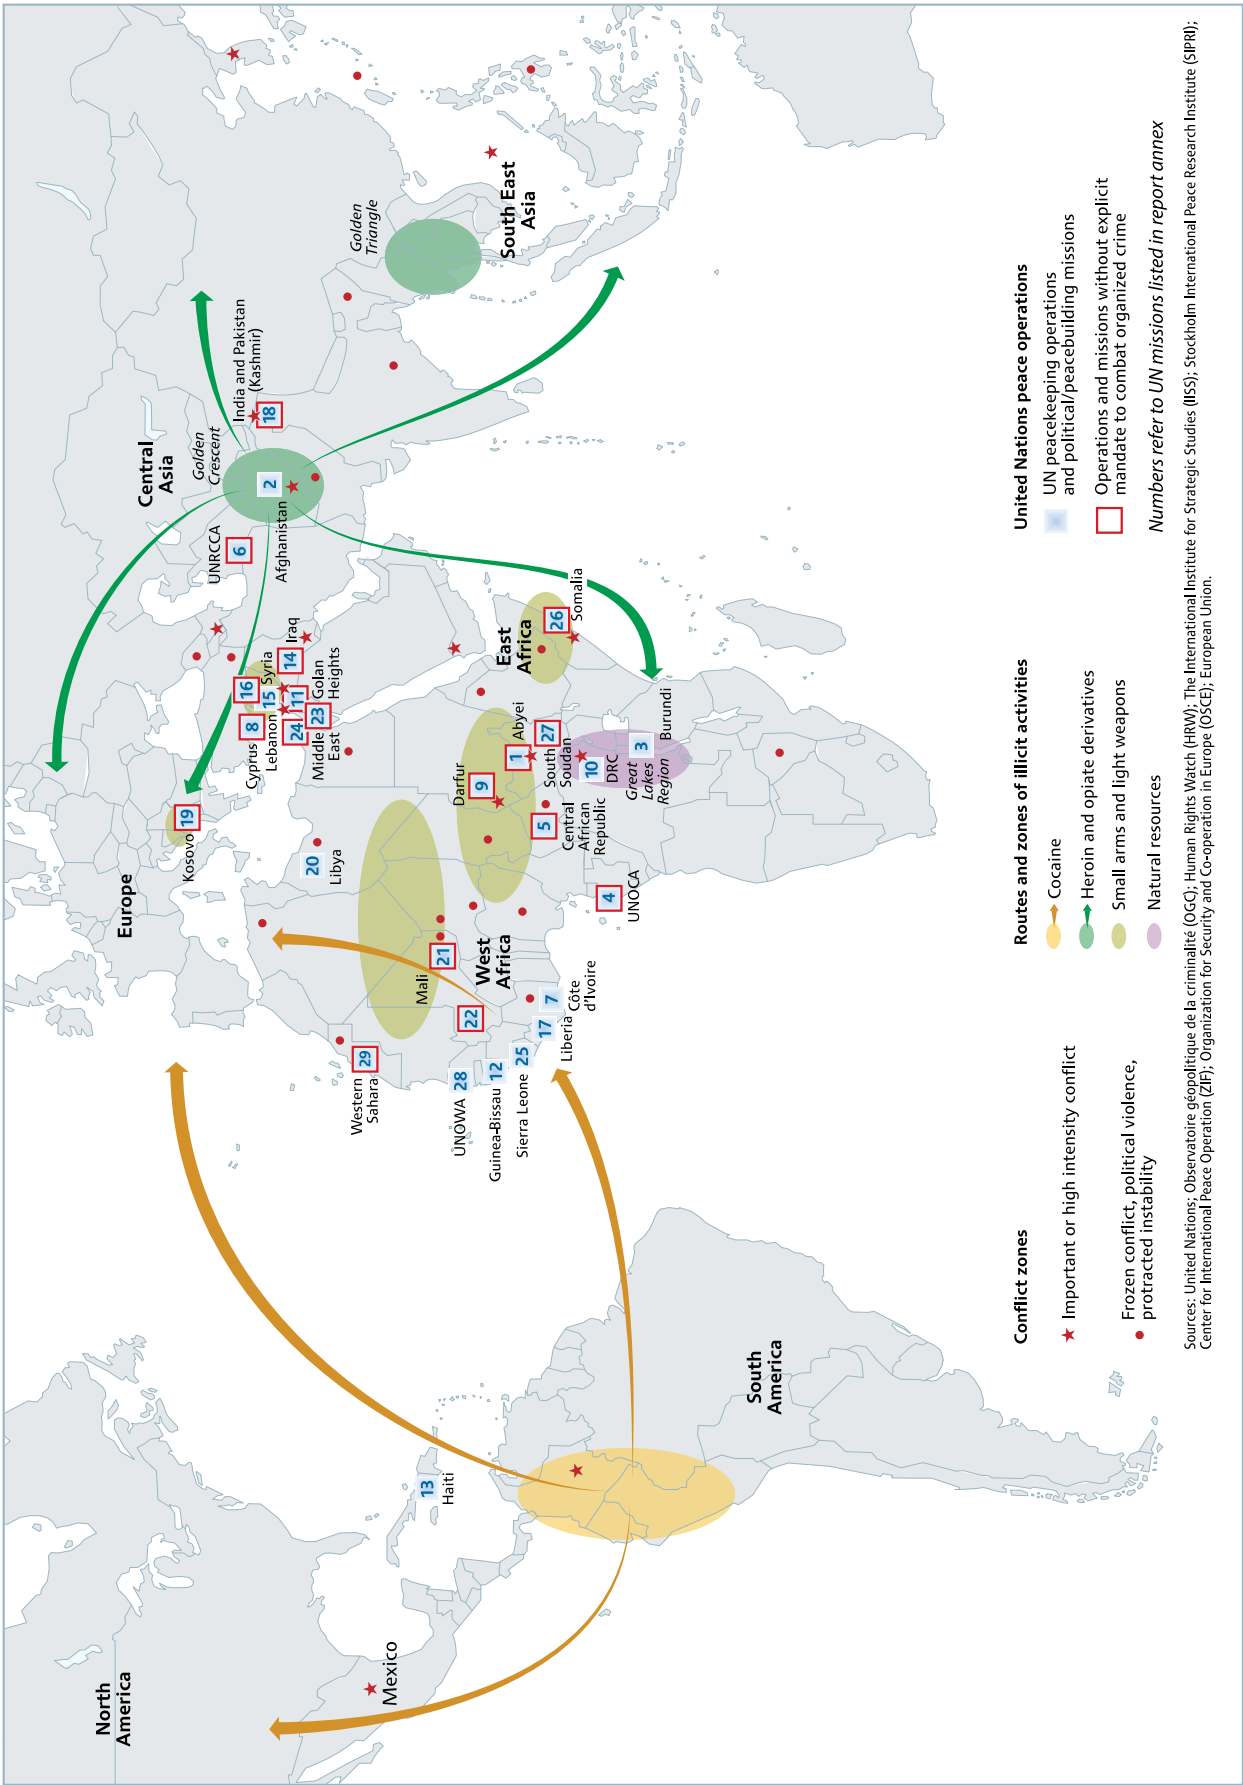 North
America
Mexico
13
Haiti
South
America
Europe
Kosovo
19
20
Libya
Western
Sahara
29
Mali
21
22
West
Africa
UNOWA
28
Guinea-Bissau
12
Sierra Leone
25
Liberia
17
7
Côte
d'Ivoire
4
UNOCA
Cyprus
8
Lebanon
16
15
Syria
24
11
Golan
Heights
23
Middle
East
14
Iraq
Darfur
9
1
Abyei
27
South
Soudan
5
Central
African
Republic
10
DRC
Great
Lakes
Region
3
Burundi
East
Africa
26
Somalia
UNRCCA
6
Central
Asia
Golden
Crescent
2
Afghanistan
India and Pakistan
(Kashmir)
18
Golden
Triangle
South East
Asia
Conflict zones
Important or high intensity conflict
Frozen conflict, political violence,
protracted instability
Routes and zones of illicit activities
Cocaine
Heroin and opiate derivatives
Small arms and light weapons
Natural resources
United Nations peace operations
UN peacekeeping operations
and political/peacebuilding missions
Operations and missions without explicit
mandate to combat organized crime
Numbers refer to UN missions listed in report annex
Sources: United Nations; Observatoire géopolitique de la criminalité (OGC); Human Rights Watch (HRW); The International Institute for Strategic Studies (IISS); Stockholm International Peace Research Institute (SIPRI);
Center for International Peace Operation (ZIF); Organization for Security and Co-operation in Europe (OSCE); European Union.